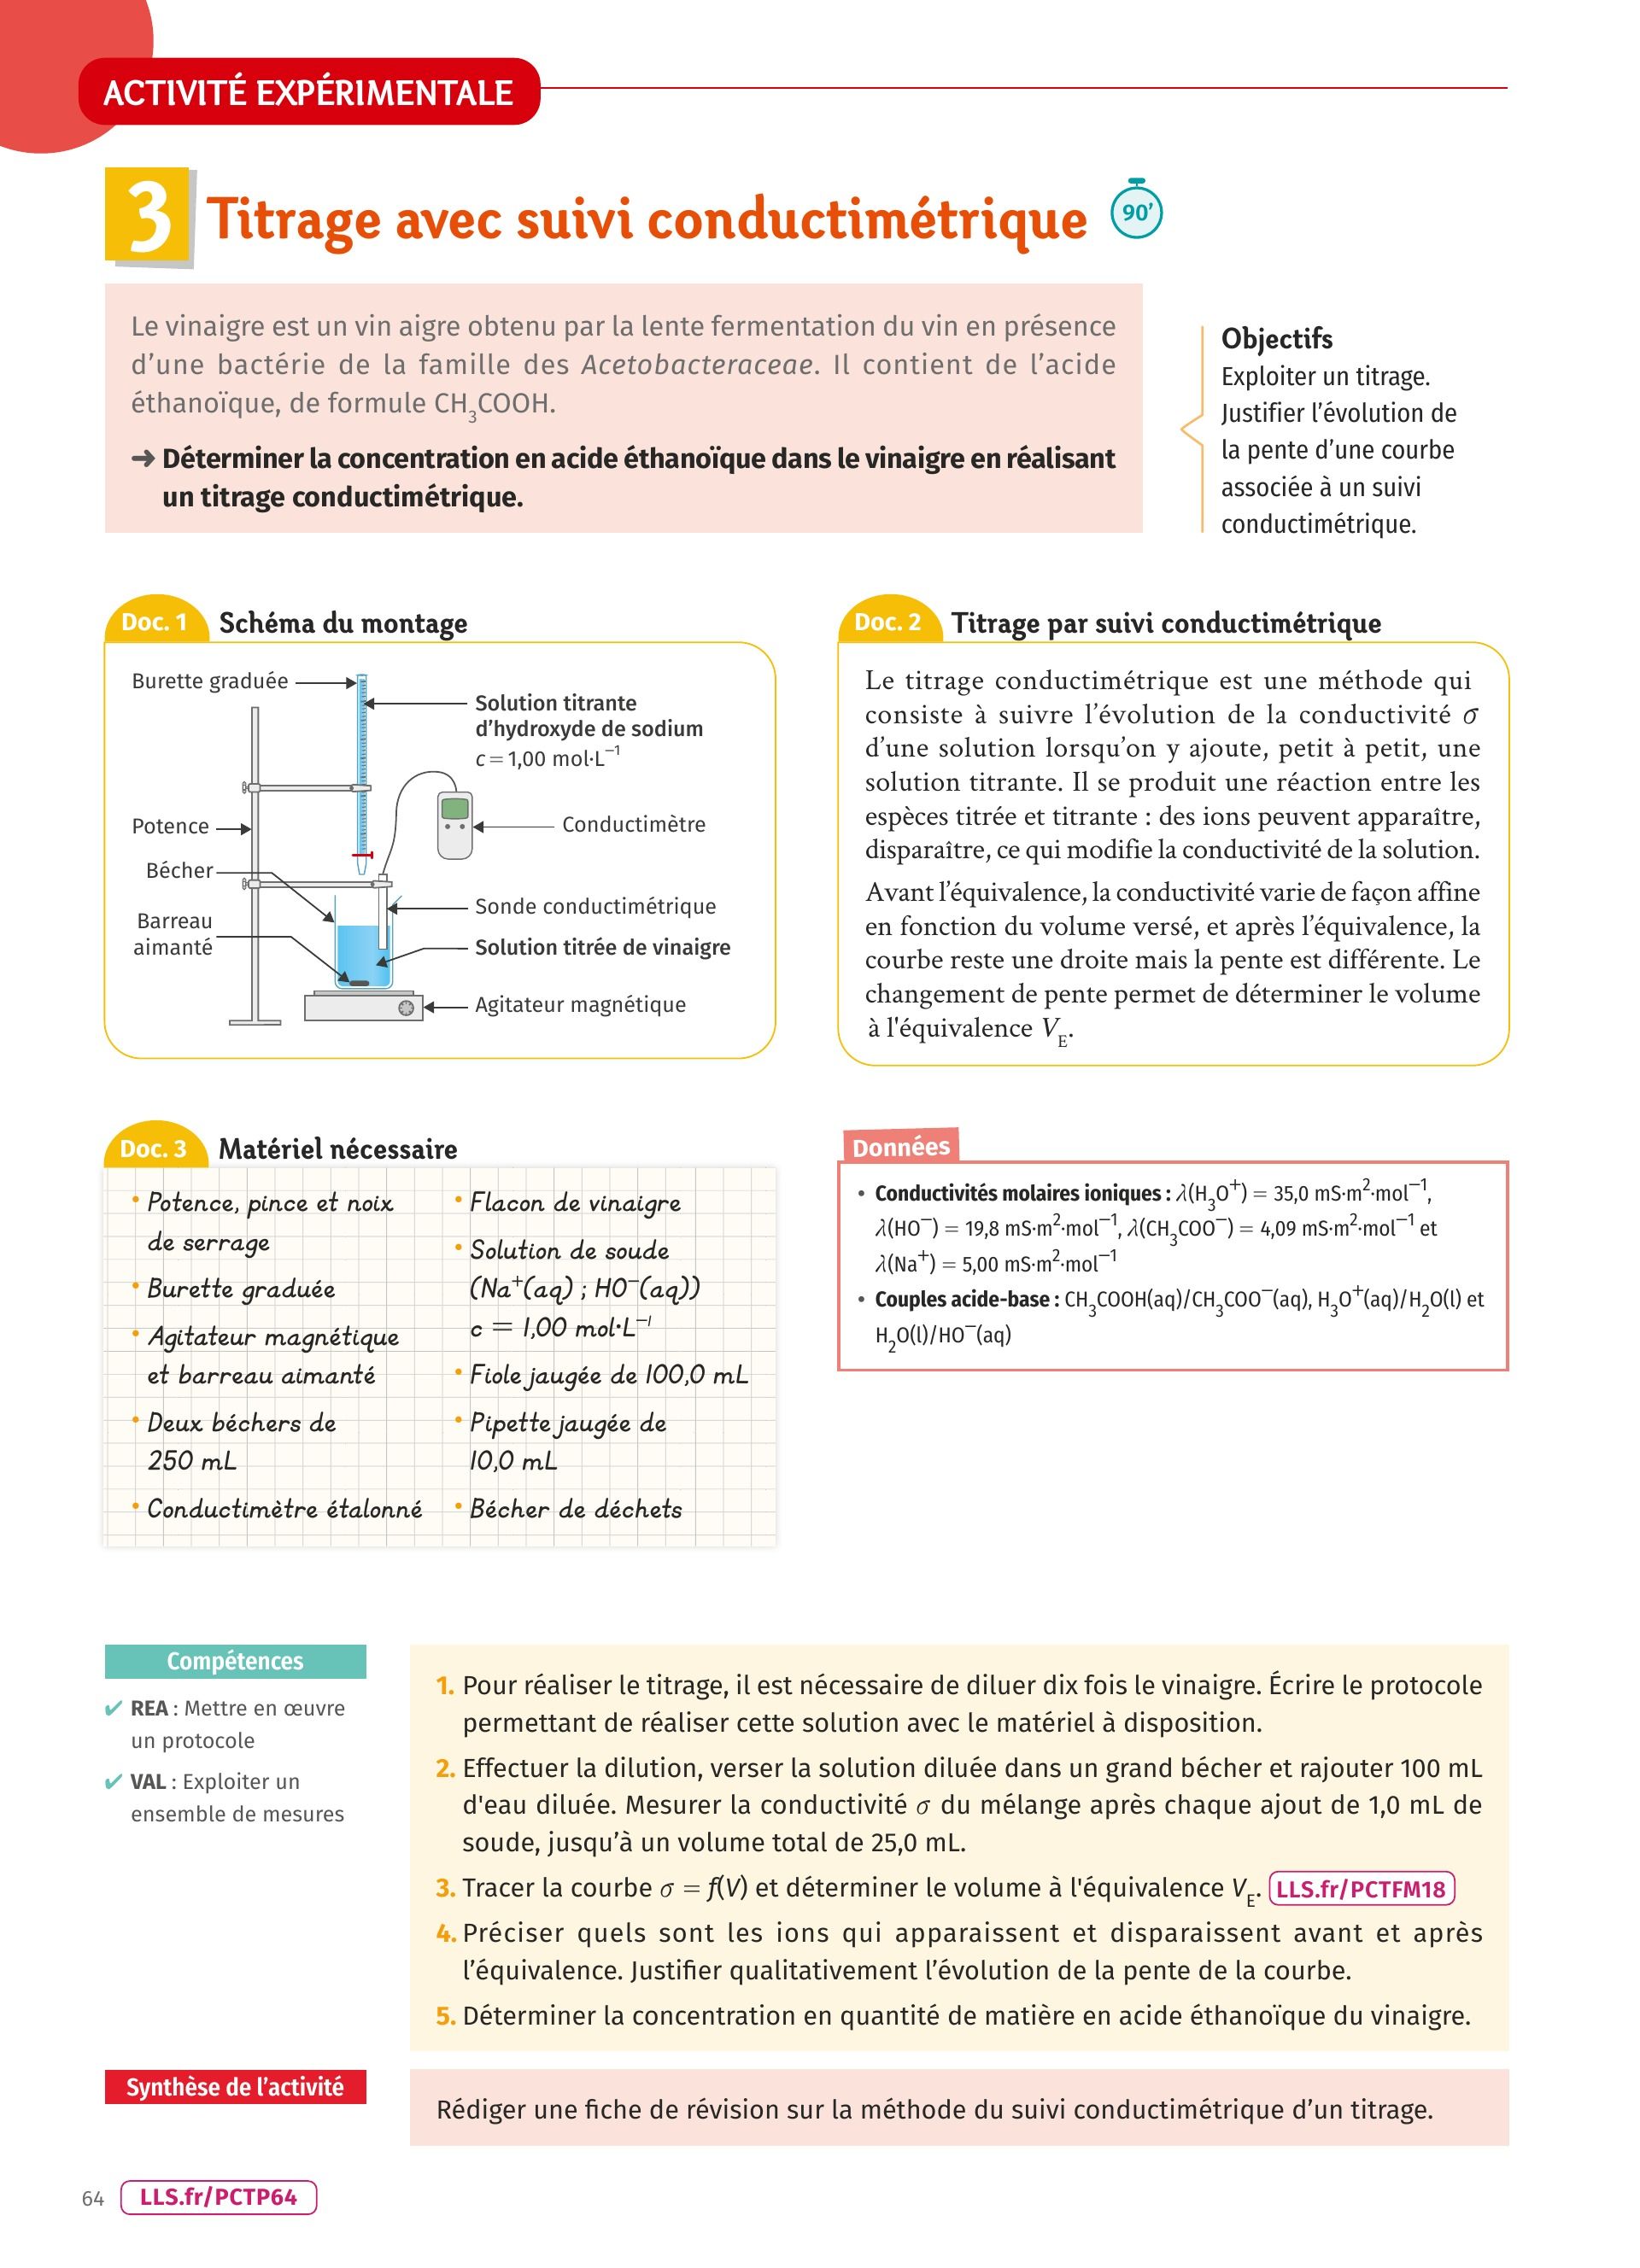 ACTIVITÉ EXPÉRIMENTALE
3 Titrage avec suivi conductimétrique 90’
Le vinaigre est un vin aigre obtenu par la lente fermentation du vin en présence
d’une bactérie de la famille des Acetobacteraceae. Il contient de l’acide
éthanoïque, de formule CH₃COOH.
➜ Déterminer la concentration en acide éthanoïque dans le vinaigre en réalisant
un titrage conductimétrique.
Objectifs
Exploiter un titrage.
Justifier l’évolution de
la pente d’une courbe
associée à un suivi
conductimétrique.
Doc. 1 Schéma du montage
Burette graduée
Solution titrante
d’hydroxyde de sodium
c = 1,00 mol·L⁻¹
Potence
Conductimètre
Bécher
Sonde conductimétrique
Barreau
aimanté
Solution titrée de vinaigre
Agitateur magnétique
Doc. 2 Titrage par suivi conductimétrique
Le titrage conductimétrique est une méthode qui
consiste à suivre l’évolution de la conductivité σ
d’une solution lorsqu’on y ajoute, petit à petit, une
solution titrante. Il se produit une réaction entre les
espèces titrée et titrante : des ions peuvent apparaître,
disparaître, ce qui modifie la conductivité de la solution.
Avant l’équivalence, la conductivité varie de façon affine
en fonction du volume versé, et après l’équivalence, la
courbe reste une droite mais la pente est différente. Le
changement de pente permet de déterminer le volume
à l'équivalence V_E.
Doc. 3 Matériel nécessaire
• Potence, pince et noix
de serrage
• Burette graduée
• Agitateur magnétique
et barreau aimanté
• Deux béchers de
250 mL
• Conductimètre étalonné
• Flacon de vinaigre
• Solution de soude
(Na⁺(aq) ; HO⁻(aq))
c = 1,00 mol·L⁻¹
• Fiole jaugée de 100,0 mL
• Pipette jaugée de
10,0 mL
• Bécher de déchets
Données
• Conductivités molaires ioniques : λ(H₃O⁺) = 35,0 mS·m²·mol⁻¹,
λ(HO⁻) = 19,8 mS·m²·mol⁻¹, λ(CH₃COO⁻) = 4,09 mS·m²·mol⁻¹ et
λ(Na⁺) = 5,00 mS·m²·mol⁻¹
• Couples acide-base : CH₃COOH(aq)/CH₃COO⁻(aq), H₃O⁺(aq)/H₂O(l) et
H₂O(l)/HO⁻(aq)
Compétences
✔ REA : Mettre en œuvre
un protocole
✔ VAL : Exploiter un
ensemble de mesures
1. Pour réaliser le titrage, il est nécessaire de diluer dix fois le vinaigre. Écrire le protocole
permettant de réaliser cette solution avec le matériel à disposition.
2. Effectuer la dilution, verser la solution diluée dans un grand bécher et rajouter 100 mL
d'eau diluée. Mesurer la conductivité σ du mélange après chaque ajout de 1,0 mL de
soude, jusqu’à un volume total de 25,0 mL.
3. Tracer la courbe σ = f(V) et déterminer le volume à l'équivalence V_E. LLS.fr/PCTFM18
4. Préciser quels sont les ions qui apparaissent et disparaissent avant et après
l’équivalence. Justifier qualitativement l’évolution de la pente de la courbe.
5. Déterminer la concentration en quantité de matière en acide éthanoïque du vinaigre.
Synthèse de l’activité
Rédiger une fiche de révision sur la méthode du suivi conductimétrique d’un titrage.
64 LLS.fr/PCTP64